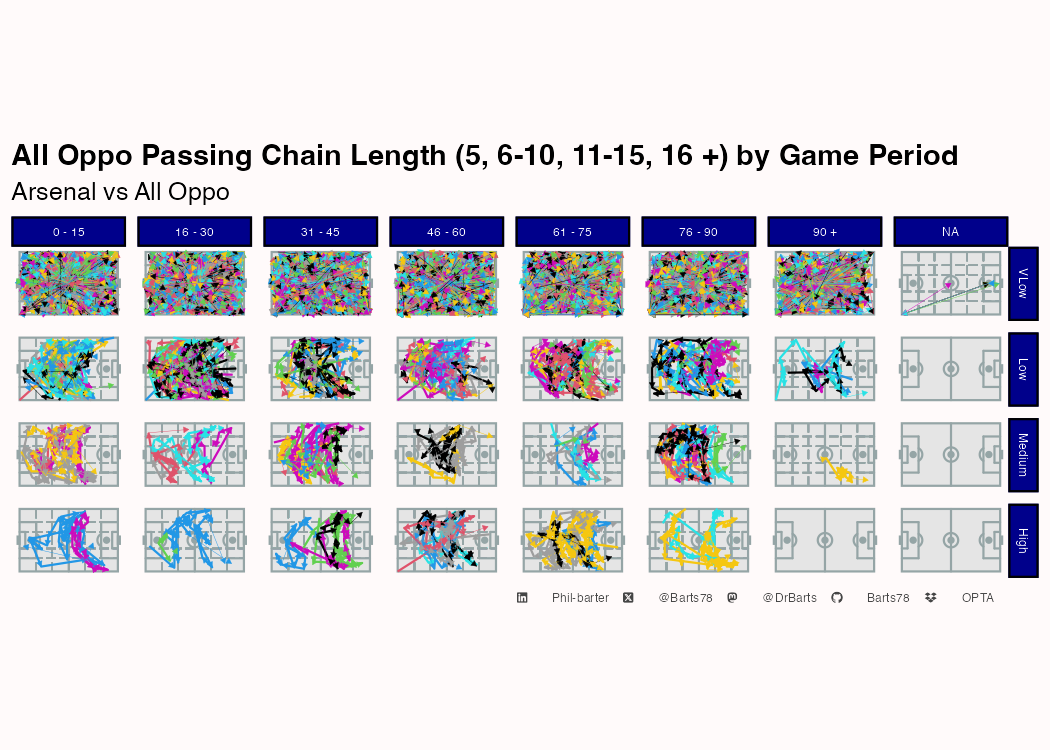 All Oppo Passing Chain Length (5, 6-10, 11-15, 16 +) by Game Period
Arsenal vs All Oppo
0 - 15 16 - 30 31 - 45 46 - 60 61 - 75 76 - 90 90 + NA
VLow
Low
Medium
High
Phil-barter @Barts78 @DrBarts Barts78 OPTA